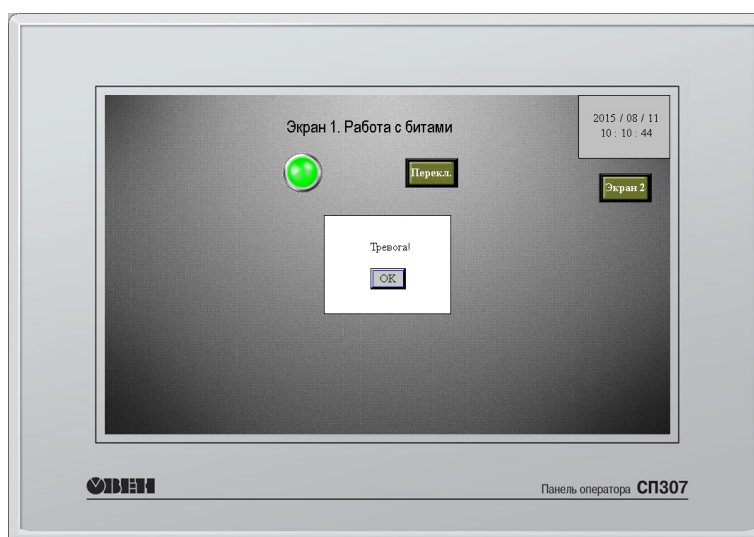 Экран 1. Работа с битами
2015 / 08 / 11
10 : 10 : 44
Перекл.
Экран 2
Тревога!
OK
ОВЕН
Панель оператора СП307